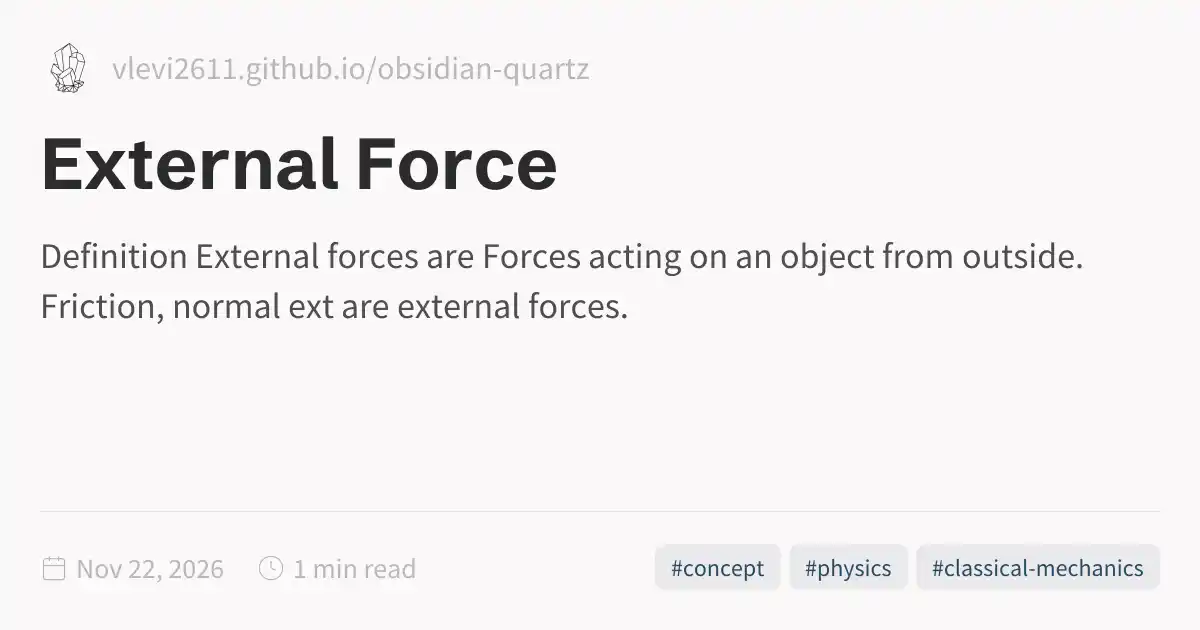 vlevi2611.github.io/obsidian-quartz
External Force
Definition External forces are Forces acting on an object from outside.
Friction, normal ext are external forces.
Nov 22, 2026 1 min read #concept #physics #classical-mechanics